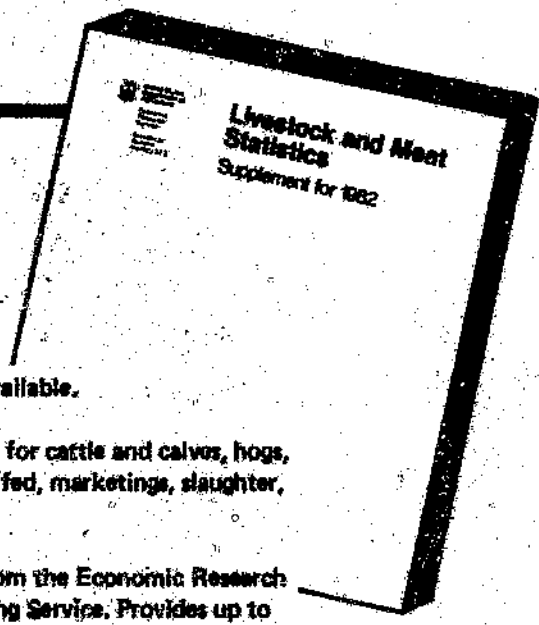 Livestock and Meat
Statistics
Supplement for 1982
ailable.
for cattle and calves, hogs,
fed, marketings, slaughter,
om the Economic Research
ng Service. Provides up to